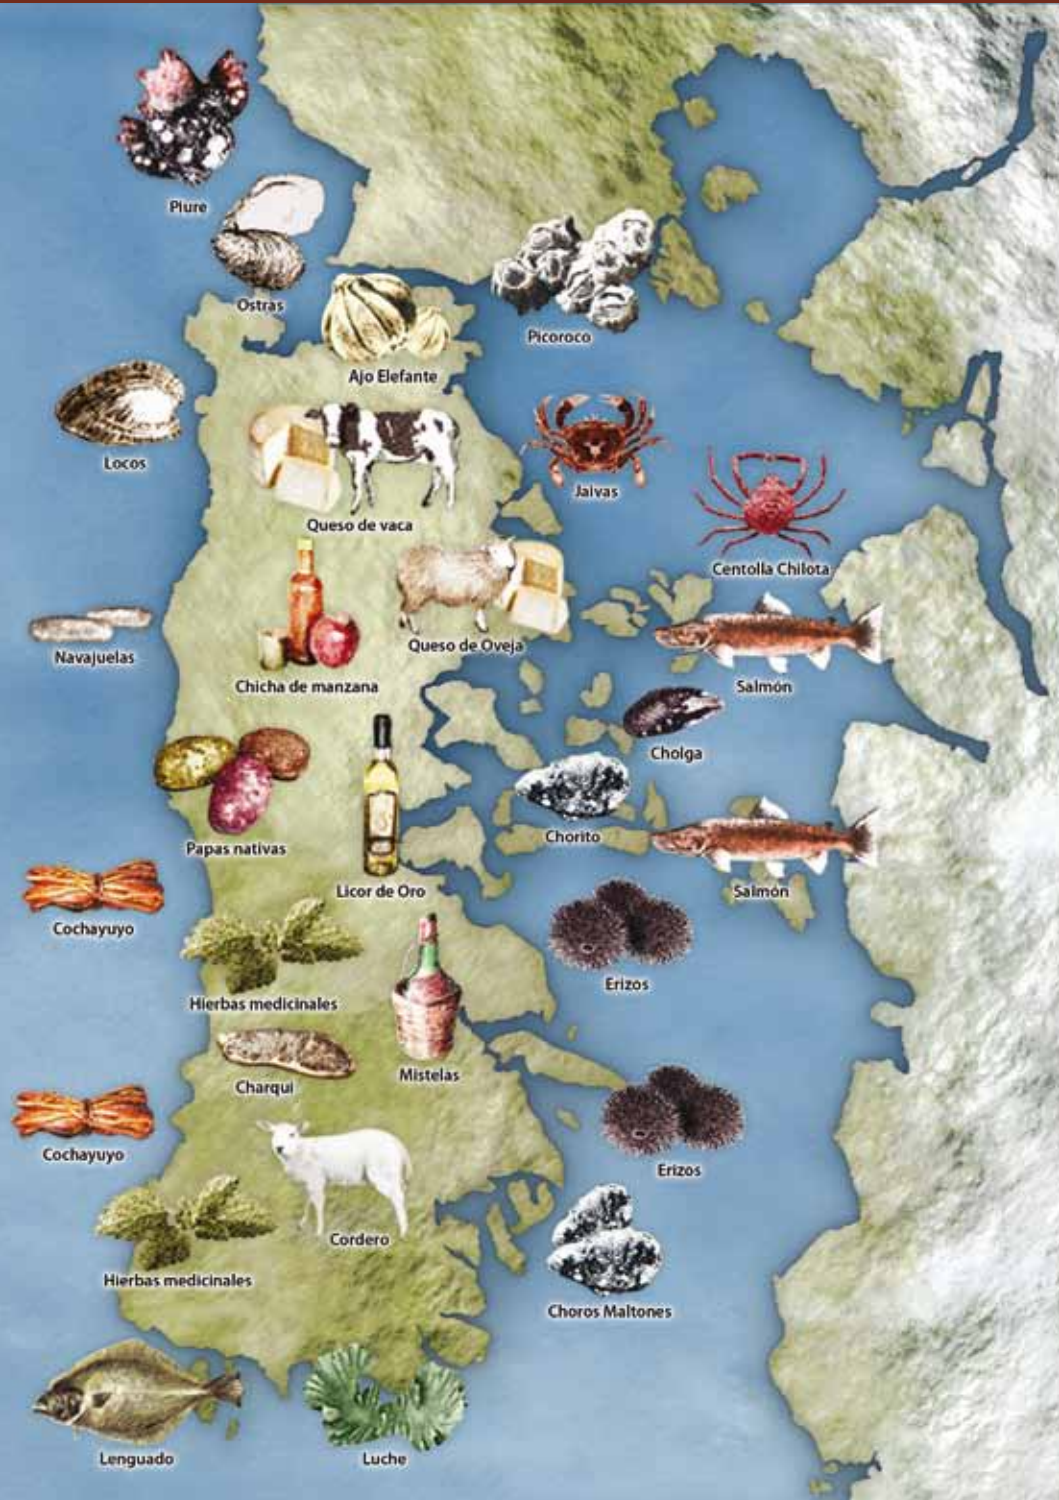 Piure
Ostras
Picoroco
Ajo Elefante
Locos
Jaivas
Queso de vaca
Centolla Chilota
Queso de Oveja
Navajuelas
Chicha de manzana
Salmón
Cholga
Chorito
Papas nativas
Licor de Oro
Salmón
Cochayuyo
Erizos
Hierbas medicinales
Mistelas
Charqui
Cochayuyo
Erizos
Cordero
Hierbas medicinales
Choros Maltones
Lenguado
Luche